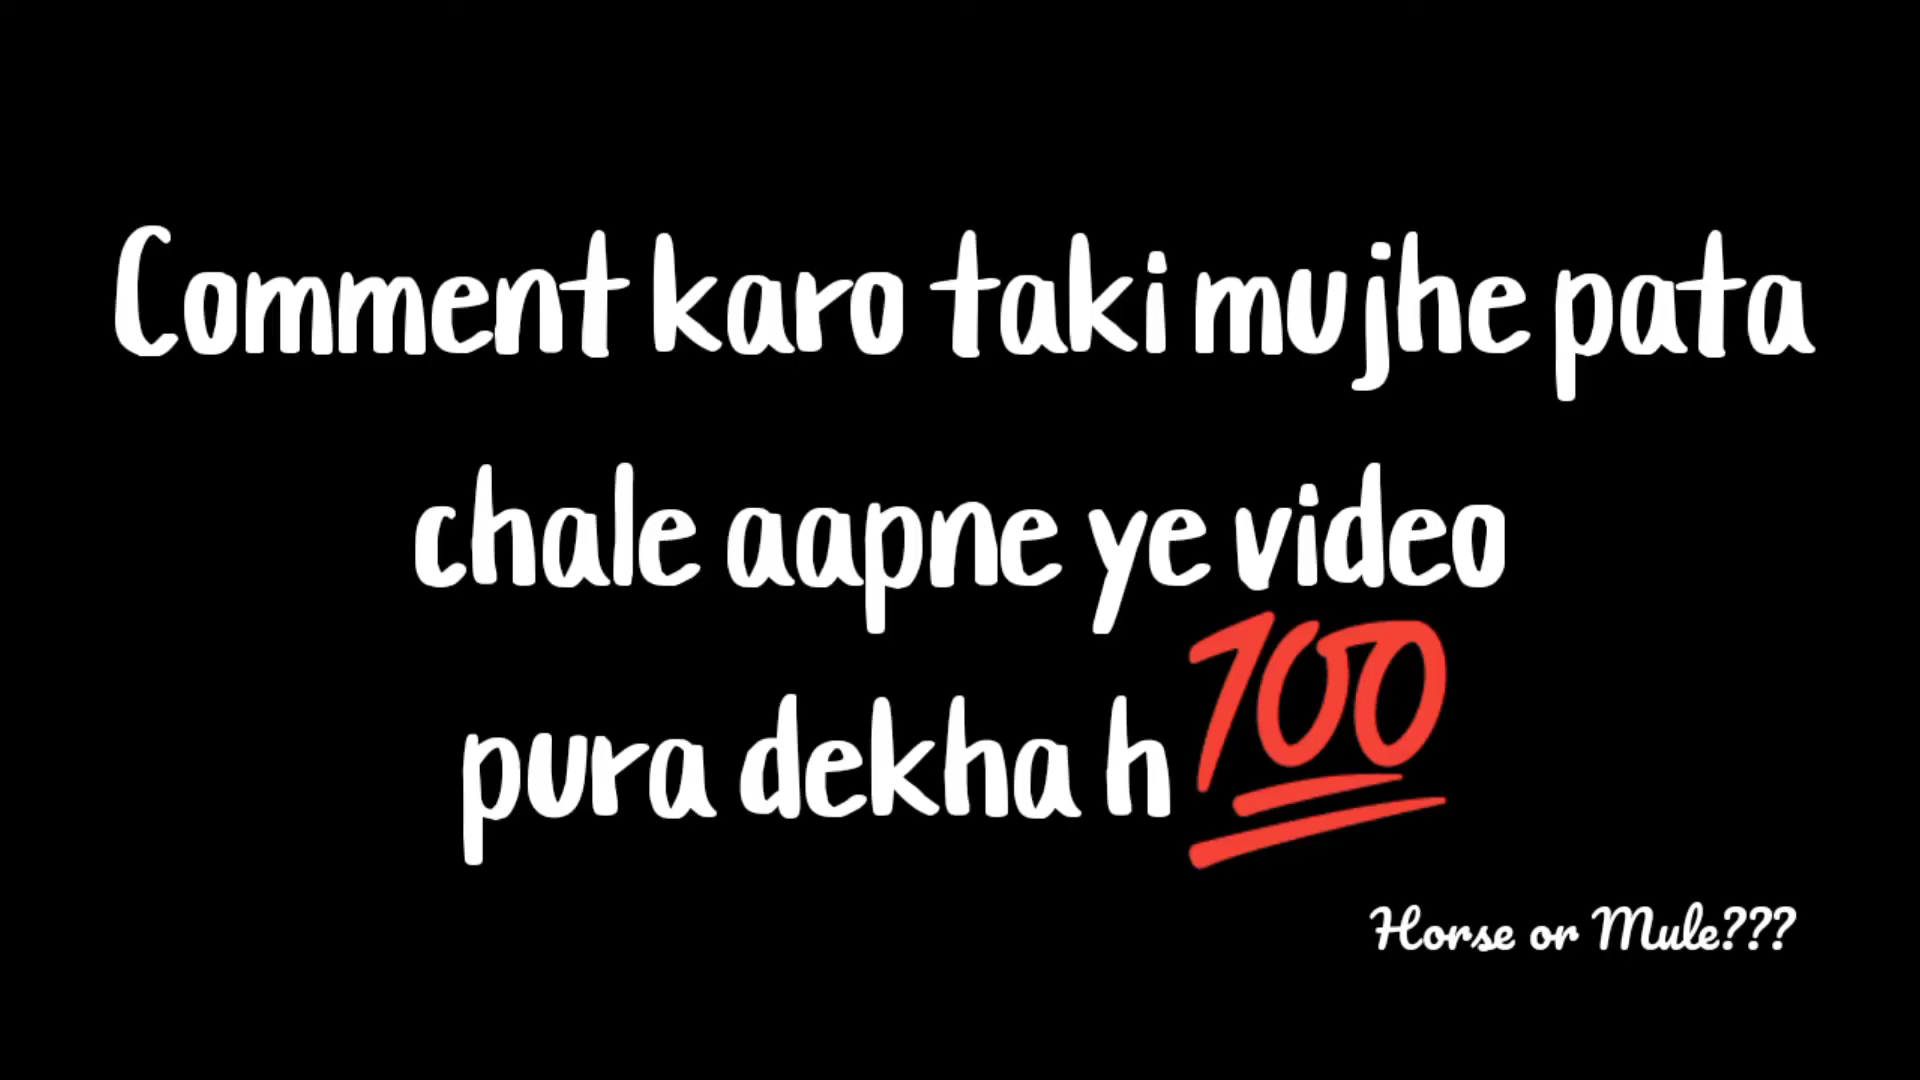 Comment karo taki mujhe pata
chale aapne ye video
pura dekha h 💯
Horse or Mule???